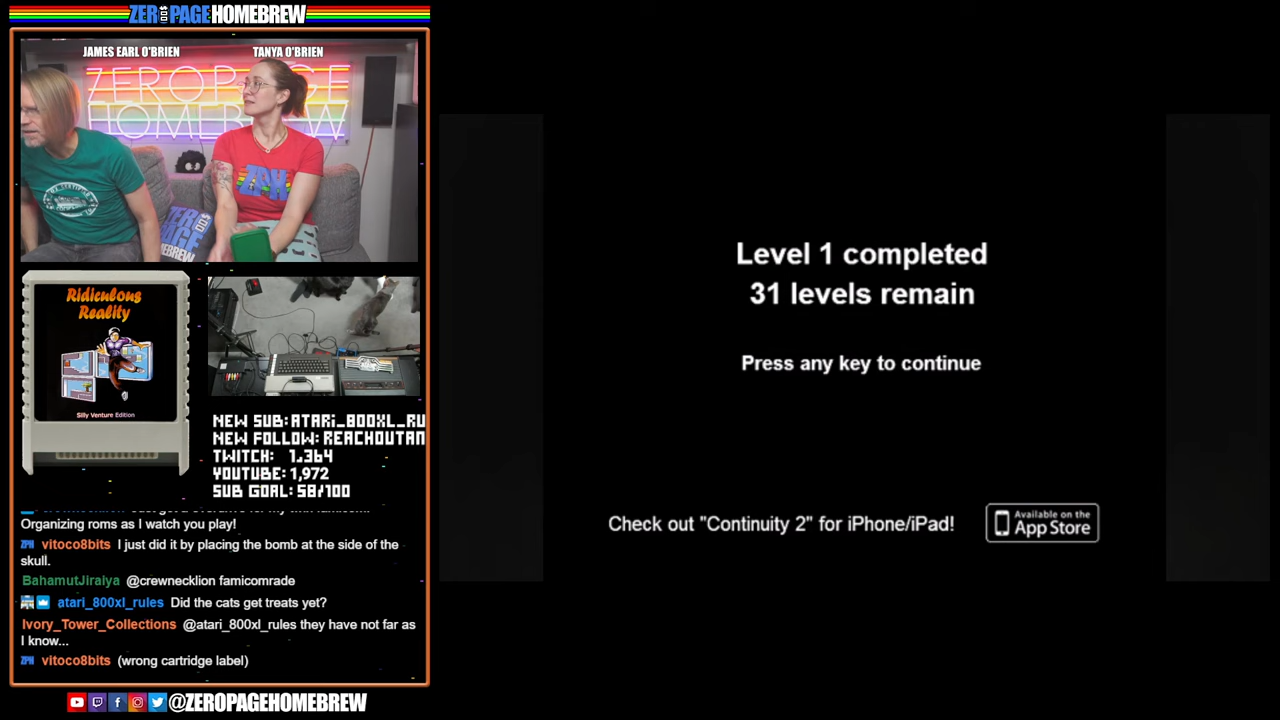 ZEROPAGE HOMEBREW
JAMES EARL O'BRIEN
TANYA O'BRIEN
ZEROPAGE
HOMEBREW
ZPH
ZERO
PAGE
HOMEBREW
Ridiculous
Reality
Silly Venture Edition
NEW SUB: ATARI_800XL_RU
NEW FOLLOW: REACHOUTAN
TWITCH: 1,364
YOUTUBE: 1,972
SUB GOAL: 58/100
Organizing roms as I watch you play!
vitoco8bits I just did it by placing the bomb at the side of the
skull.
BahamutJiraiya @crewnecklion famicomrade
atari_800xl_rules Did the cats get treats yet?
Ivory_Tower_Collections @atari_800xl_rules they have not far as
I know...
vitoco8bits (wrong cartridge label)
@ZEROPAGEHOMEBREW
Level 1 completed
31 levels remain
Press any key to continue
Check out "Continuity 2" for iPhone/iPad!
Available on the
App Store